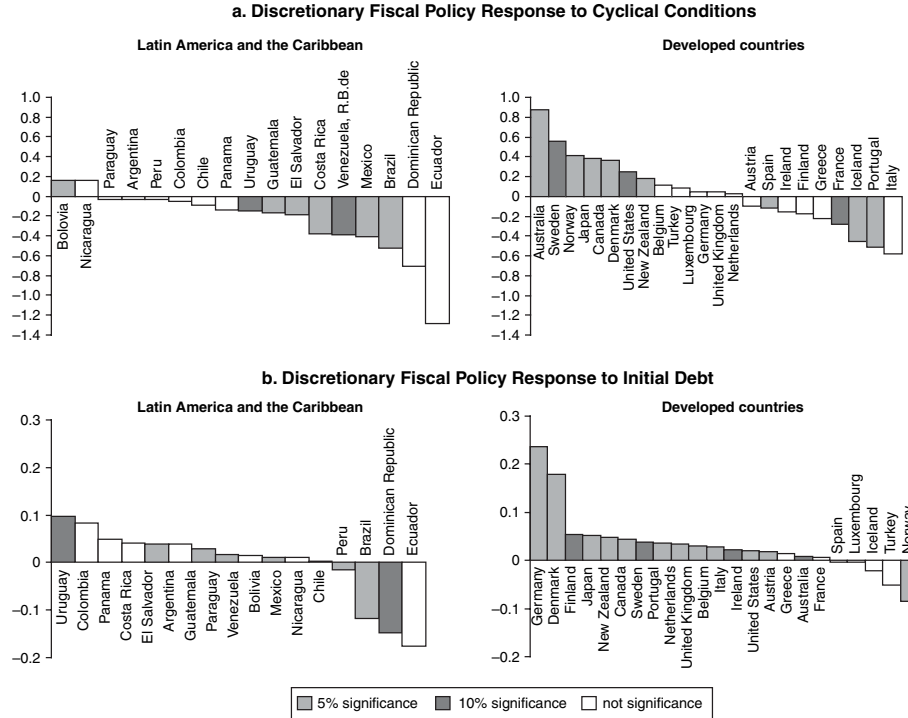 a. Discretionary Fiscal Policy Response to Cyclical Conditions
Latin America and the Caribbean
1.0
0.8
0.6
0.4
0.2
0
−0.2
−0.4
−0.6
−0.8
−1.0
−1.2
−1.4
Bolovia
Nicaragua
Paraguay
Argentina
Peru
Colombia
Chile
Panama
Uruguay
Guatemala
El Salvador
Costa Rica
Venezuela, R.B.de
Mexico
Brazil
Dominican Republic
Ecuador
Developed countries
1.0
0.8
0.6
0.4
0.2
0
−0.2
−0.4
−0.6
−0.8
−1.0
−1.2
−1.4
Australia
Sweden
Norway
Japan
Canada
Denmark
United States
New Zealand
Belgium
Turkey
Luxembourg
Germany
United Kingdom
Netherlands
Austria
Spain
Ireland
Finland
Greece
France
Iceland
Portugal
Italy
b. Discretionary Fiscal Policy Response to Initial Debt
Latin America and the Caribbean
0.3
0.2
0.1
0
−0.1
−0.2
Uruguay
Colombia
Panama
Costa Rica
El Salvador
Argentina
Guatemala
Paraguay
Venezuela
Bolivia
Mexico
Nicaragua
Chile
Peru
Brazil
Dominican Republic
Ecuador
Developed countries
0.3
0.2
0.1
0
−0.1
−0.2
Germany
Denmark
Finland
Japan
New Zealand
Canada
Sweden
Portugal
Netherlands
United Kingdom
Belgium
Italy
Ireland
United States
Austria
Greece
Australia
France
Spain
Luxembourg
Iceland
Turkey
Norway
5% significance
10% significance
not significance